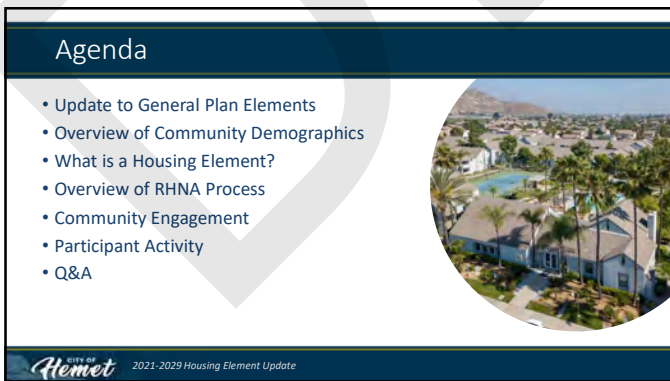 Agenda
• Update to General Plan Elements
• Overview of Community Demographics
• What is a Housing Element?
• Overview of RHNA Process
• Community Engagement
• Participant Activity
• Q&A
CITY OF
Hemet
2021-2029 Housing Element Update